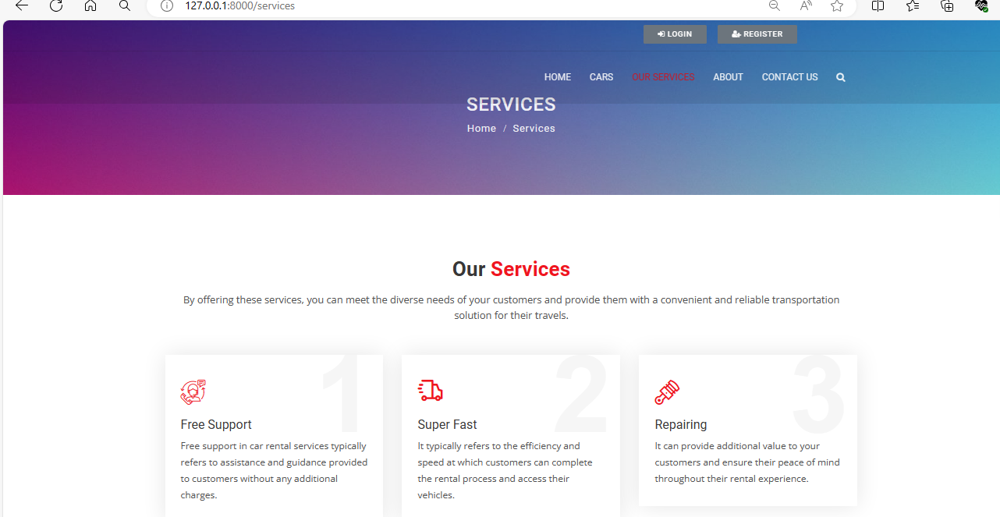 127.0.0.1:8000/services
LOGIN REGISTER
HOME CARS OUR SERVICES ABOUT CONTACT US
SERVICES
Home / Services
Our Services
By offering these services, you can meet the diverse needs of your customers and provide them with a convenient and reliable transportation
solution for their travels.
1
Free Support
Free support in car rental services typically
refers to assistance and guidance provided
to customers without any additional
charges.
2
Super Fast
It typically refers to the efficiency and
speed at which customers can complete
the rental process and access their
vehicles.
3
Repairing
It can provide additional value to your
customers and ensure their peace of mind
throughout their rental experience.